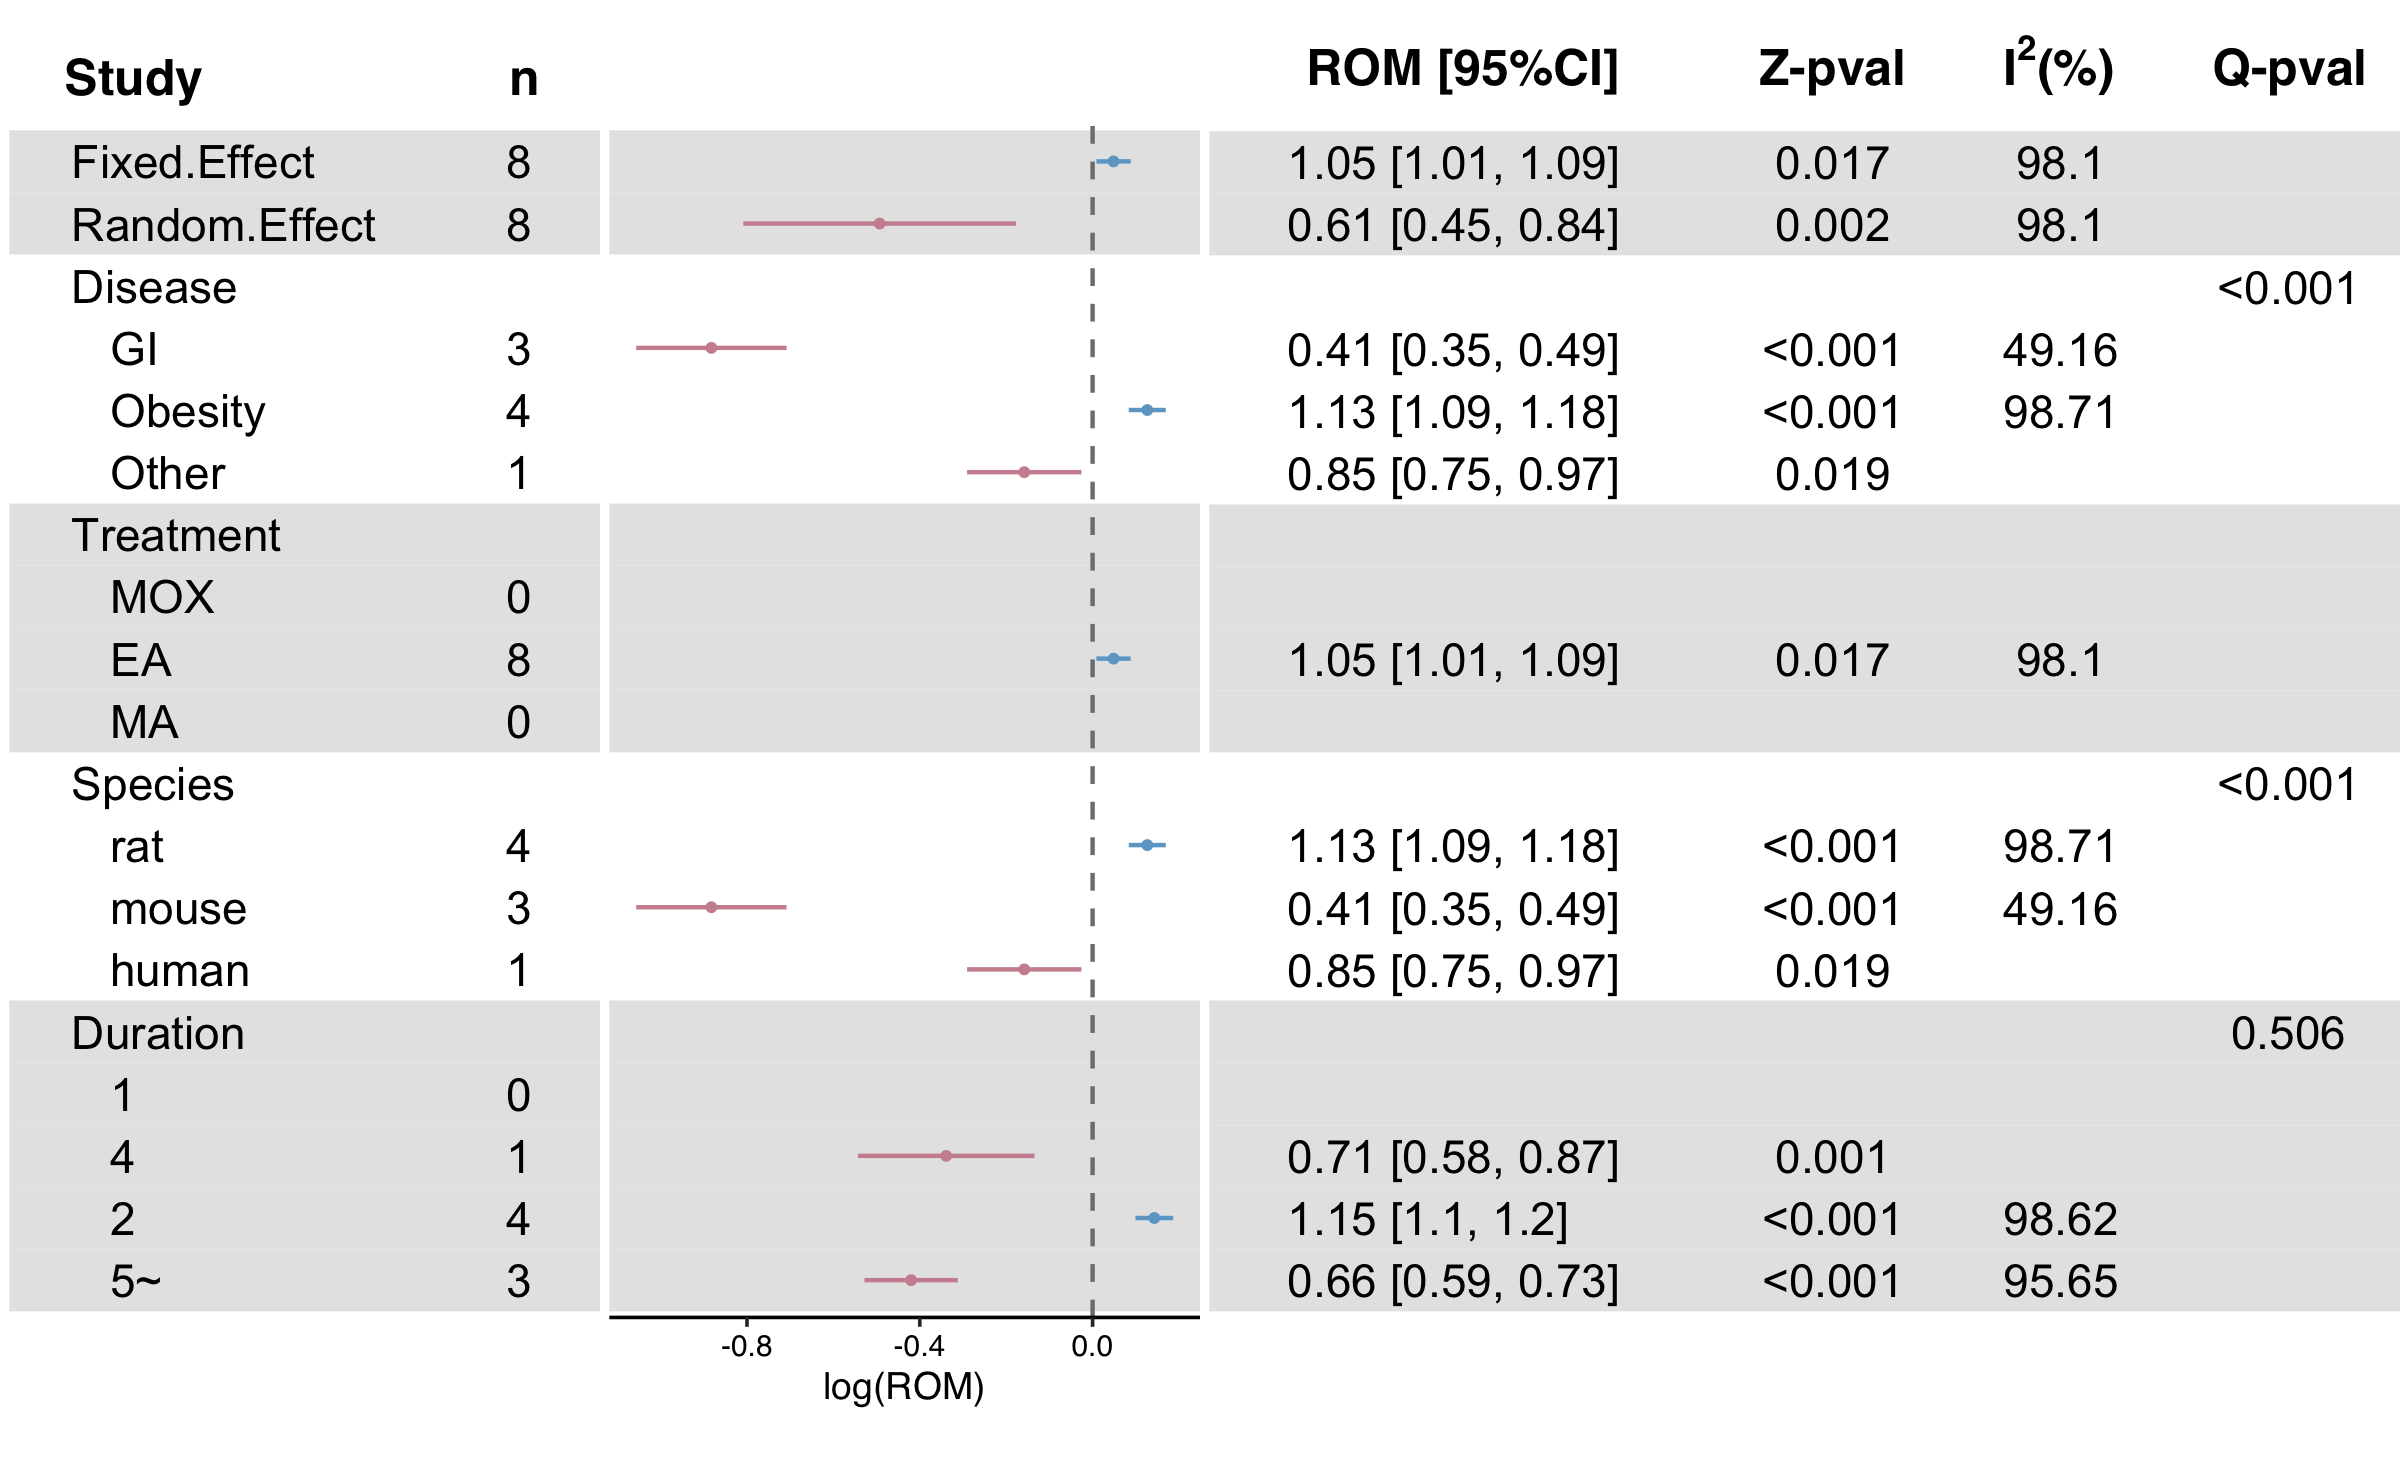 Study n ROM [95%CI] Z-pval I²(%) Q-pval
Fixed.Effect 8 1.05 [1.01, 1.09] 0.017 98.1
Random.Effect 8 0.61 [0.45, 0.84] 0.002 98.1
Disease <0.001
GI 3 0.41 [0.35, 0.49] <0.001 49.16
Obesity 4 1.13 [1.09, 1.18] <0.001 98.71
Other 1 0.85 [0.75, 0.97] 0.019
Treatment
MOX 0
EA 8 1.05 [1.01, 1.09] 0.017 98.1
MA 0
Species <0.001
rat 4 1.13 [1.09, 1.18] <0.001 98.71
mouse 3 0.41 [0.35, 0.49] <0.001 49.16
human 1 0.85 [0.75, 0.97] 0.019
Duration 0.506
1 0
4 1 0.71 [0.58, 0.87] 0.001
2 4 1.15 [1.1, 1.2] <0.001 98.62
5~ 3 0.66 [0.59, 0.73] <0.001 95.65
-0.8 -0.4 0.0
log(ROM)